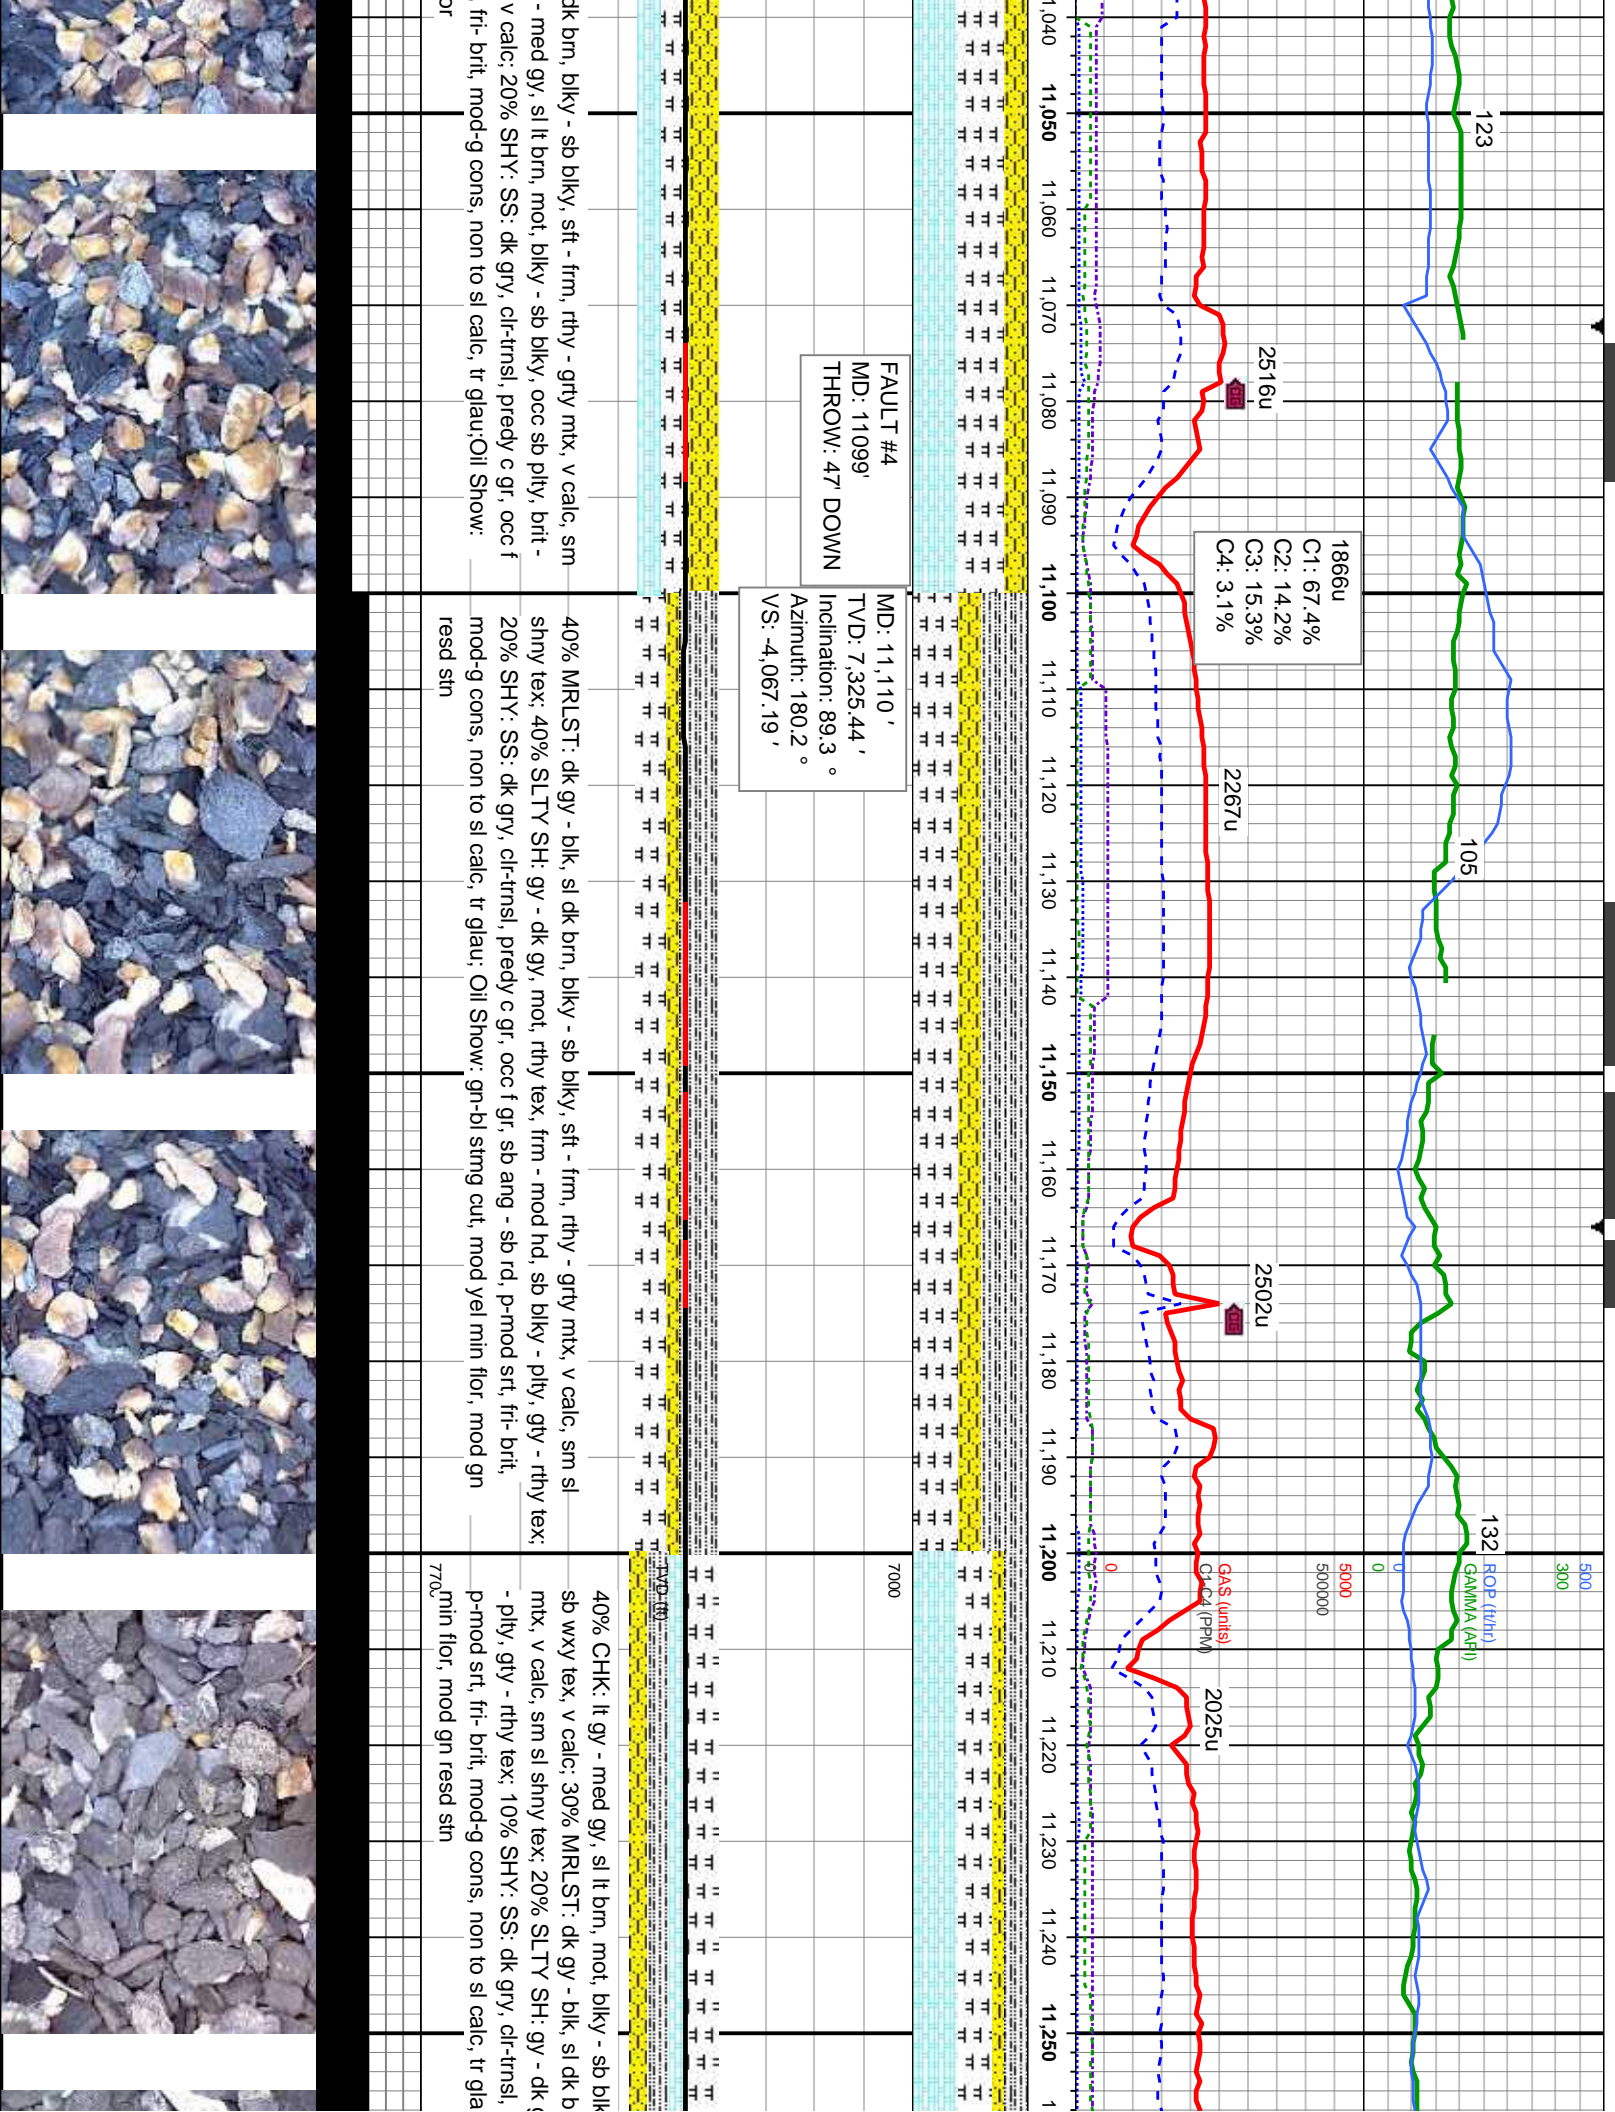 dk brn, blky - sb blky, sft - frm, rthy - grty mtx, v calc, sm
- med gy, sl lt brn, mot, blky - sb blky, occ sb plty, brit -
v calc; 20% SHY: SS: dk gry, clr-trnsl, predy c gr, occ f
, fri- brit, mod-g cons, non to sl calc, tr glau;Oil Show:
or
40% MRLST: dk gy - blk, sl dk brn, blky - sb blky, sft - frm, rthy - grty mtx, v calc, sm sl
shny tex; 40% SLTY SH: gy - dk gy, mot, rthy tex, frm - mod hd, sb blky - plty, gty - rthy tex;
20% SHY: SS: dk gry, clr-trnsl, predy c gr, occ f gr, sb ang - sb rd, p-mod srt, fri- brit,
mod-g cons, non to sl calc, tr glau; Oil Show: gn-bl stmg cut, mod yel min flor, mod gn
resd stn
40% CHK: lt gy - med gy, sl lt brn, mot, blky - sb blk
sb wxy tex, v calc; 30% MRLST: dk gy - blk, sl dk b
mtx, v calc, sm sl shny tex; 20% SLTY SH: gy - dk g
- plty, gty - rthy tex; 10% SHY: SS: dk gry, clr-trnsl,
p-mod srt, fri- brit, mod-g cons, non to sl calc, tr gla
min flor, mod gn resd stn
FAULT #4
MD: 11099'
THROW: 47' DOWN
MD: 11,110 '
TVD: 7,325.44 '
Inclination: 89.3 °
Azimuth: 180.2 °
VS: -4,067.19 '
7000
TVD (ft)
770
1,040
11,050
11,060
11,070
11,080
11,090
11,100
11,110
11,120
11,130
11,140
11,150
11,160
11,170
11,180
11,190
11,200
11,210
11,220
11,230
11,240
11,250
1
2516u
1866u
C1: 67.4%
C2: 14.2%
C3: 15.3%
C4: 3.1%
2267u
2502u
2025u
123
105
132
500
ROP (ft/hr)
0
300
GAMMA (API)
0
5000
GAS (units)
0
50000
C1-C4 (PPM)
0